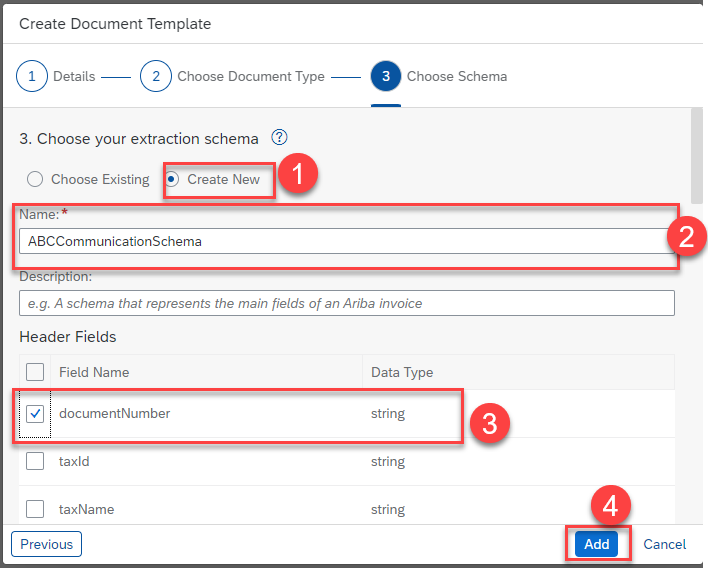 Create Document Template
1 Details 2 Choose Document Type 3 Choose Schema
3. Choose your extraction schema ?
Choose Existing Create New 1
Name:*
ABCCommunicationSchema 2
Description:
e.g. A schema that represents the main fields of an Ariba invoice
Header Fields
Field Name Data Type
documentNumber string 3
taxId string
taxName string
4
Previous Add Cancel